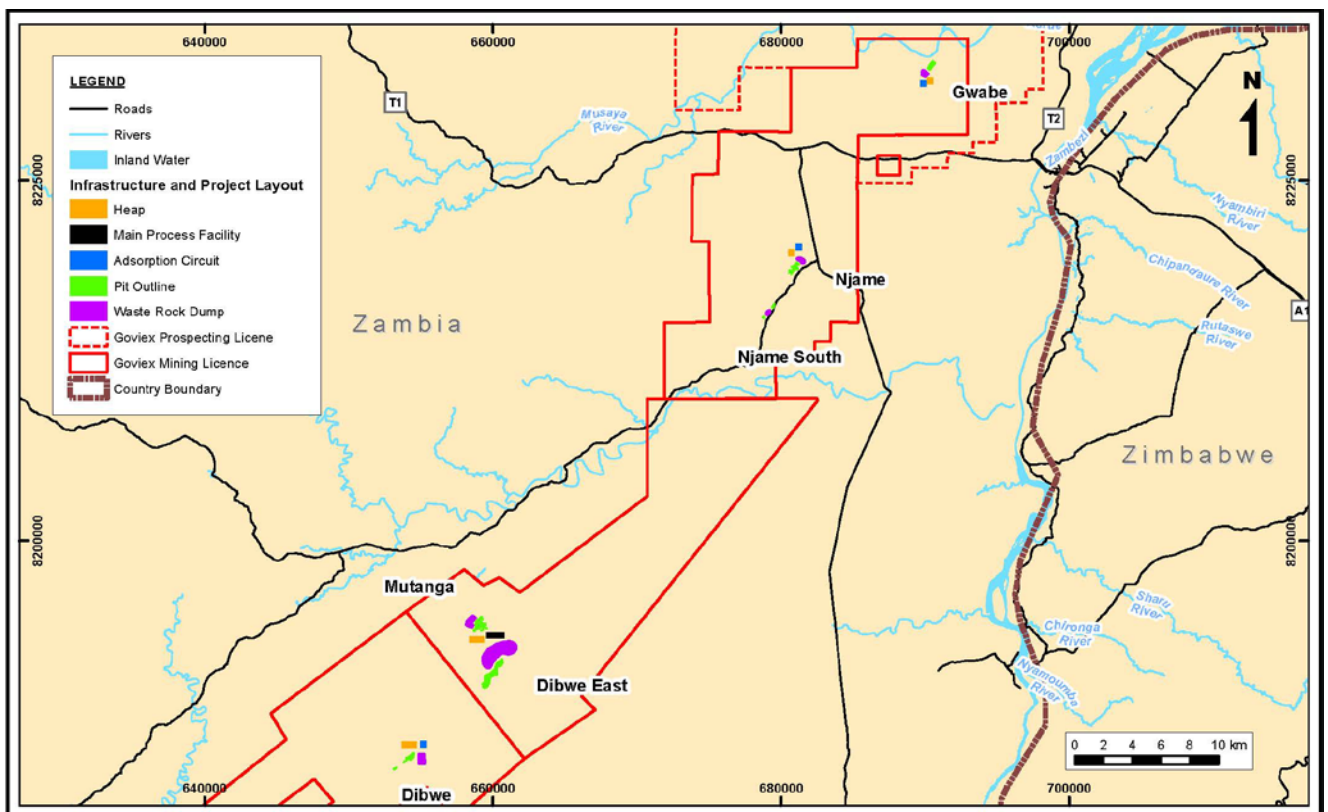 640000
660000
680000
700000
LEGEND
Roads
Rivers
Inland Water
Infrastructure and Project Layout
Heap
Main Process Facility
Adsorption Circuit
Pit Outline
Waste Rock Dump
Goviex Prospecting Licene
Goviex Mining Licence
Country Boundary
T1
Musaya
River
Gwabe
T2
N
Zambezi
8225000
8225000
Nyambiri
River
Chipandaure River
Njame
Rutaswe
River
A1
Zambia
Njame South
Zimbabwe
8200000
8200000
Mutanga
Sharu
River
Chironga
River
Nyamoumba
River
Dibwe East
0 2 4 6 8 10 km
640000
Dibwe
660000
680000
700000